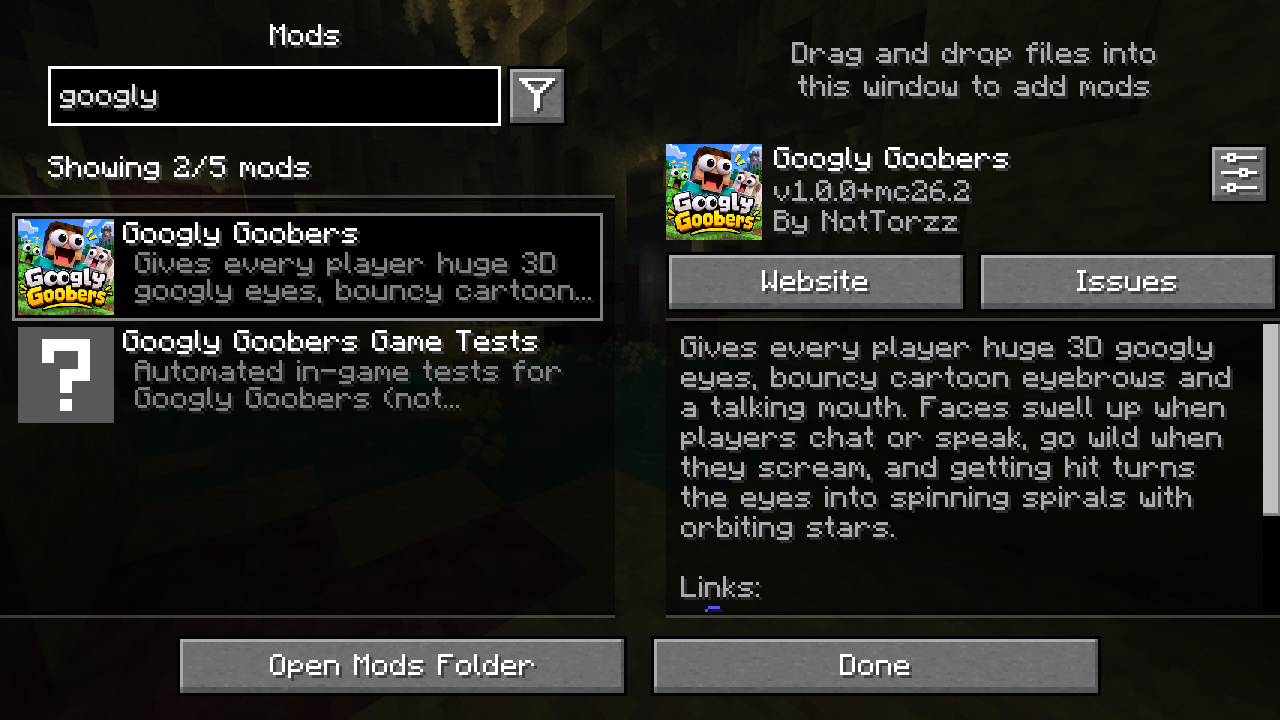 Mods
Drag and drop files into
this window to add mods
googly
Showing 2/5 mods
Googly Goobers
v1.0.0+mc26.2
By NotTorzz
Googly
Goobers
Website
Issues
Googly
Goobers
Googly Goobers
Gives every player huge 3D
googly eyes, bouncy cartoon...
Googly Goobers Game Tests
Automated in-game tests for
Googly Goobers (not...
Gives every player huge 3D googly
eyes, bouncy cartoon eyebrows and
a talking mouth. Faces swell up when
players chat or speak, go wild when
they scream, and getting hit turns
the eyes into spinning spirals with
orbiting stars.
Links:
Open Mods Folder
Done